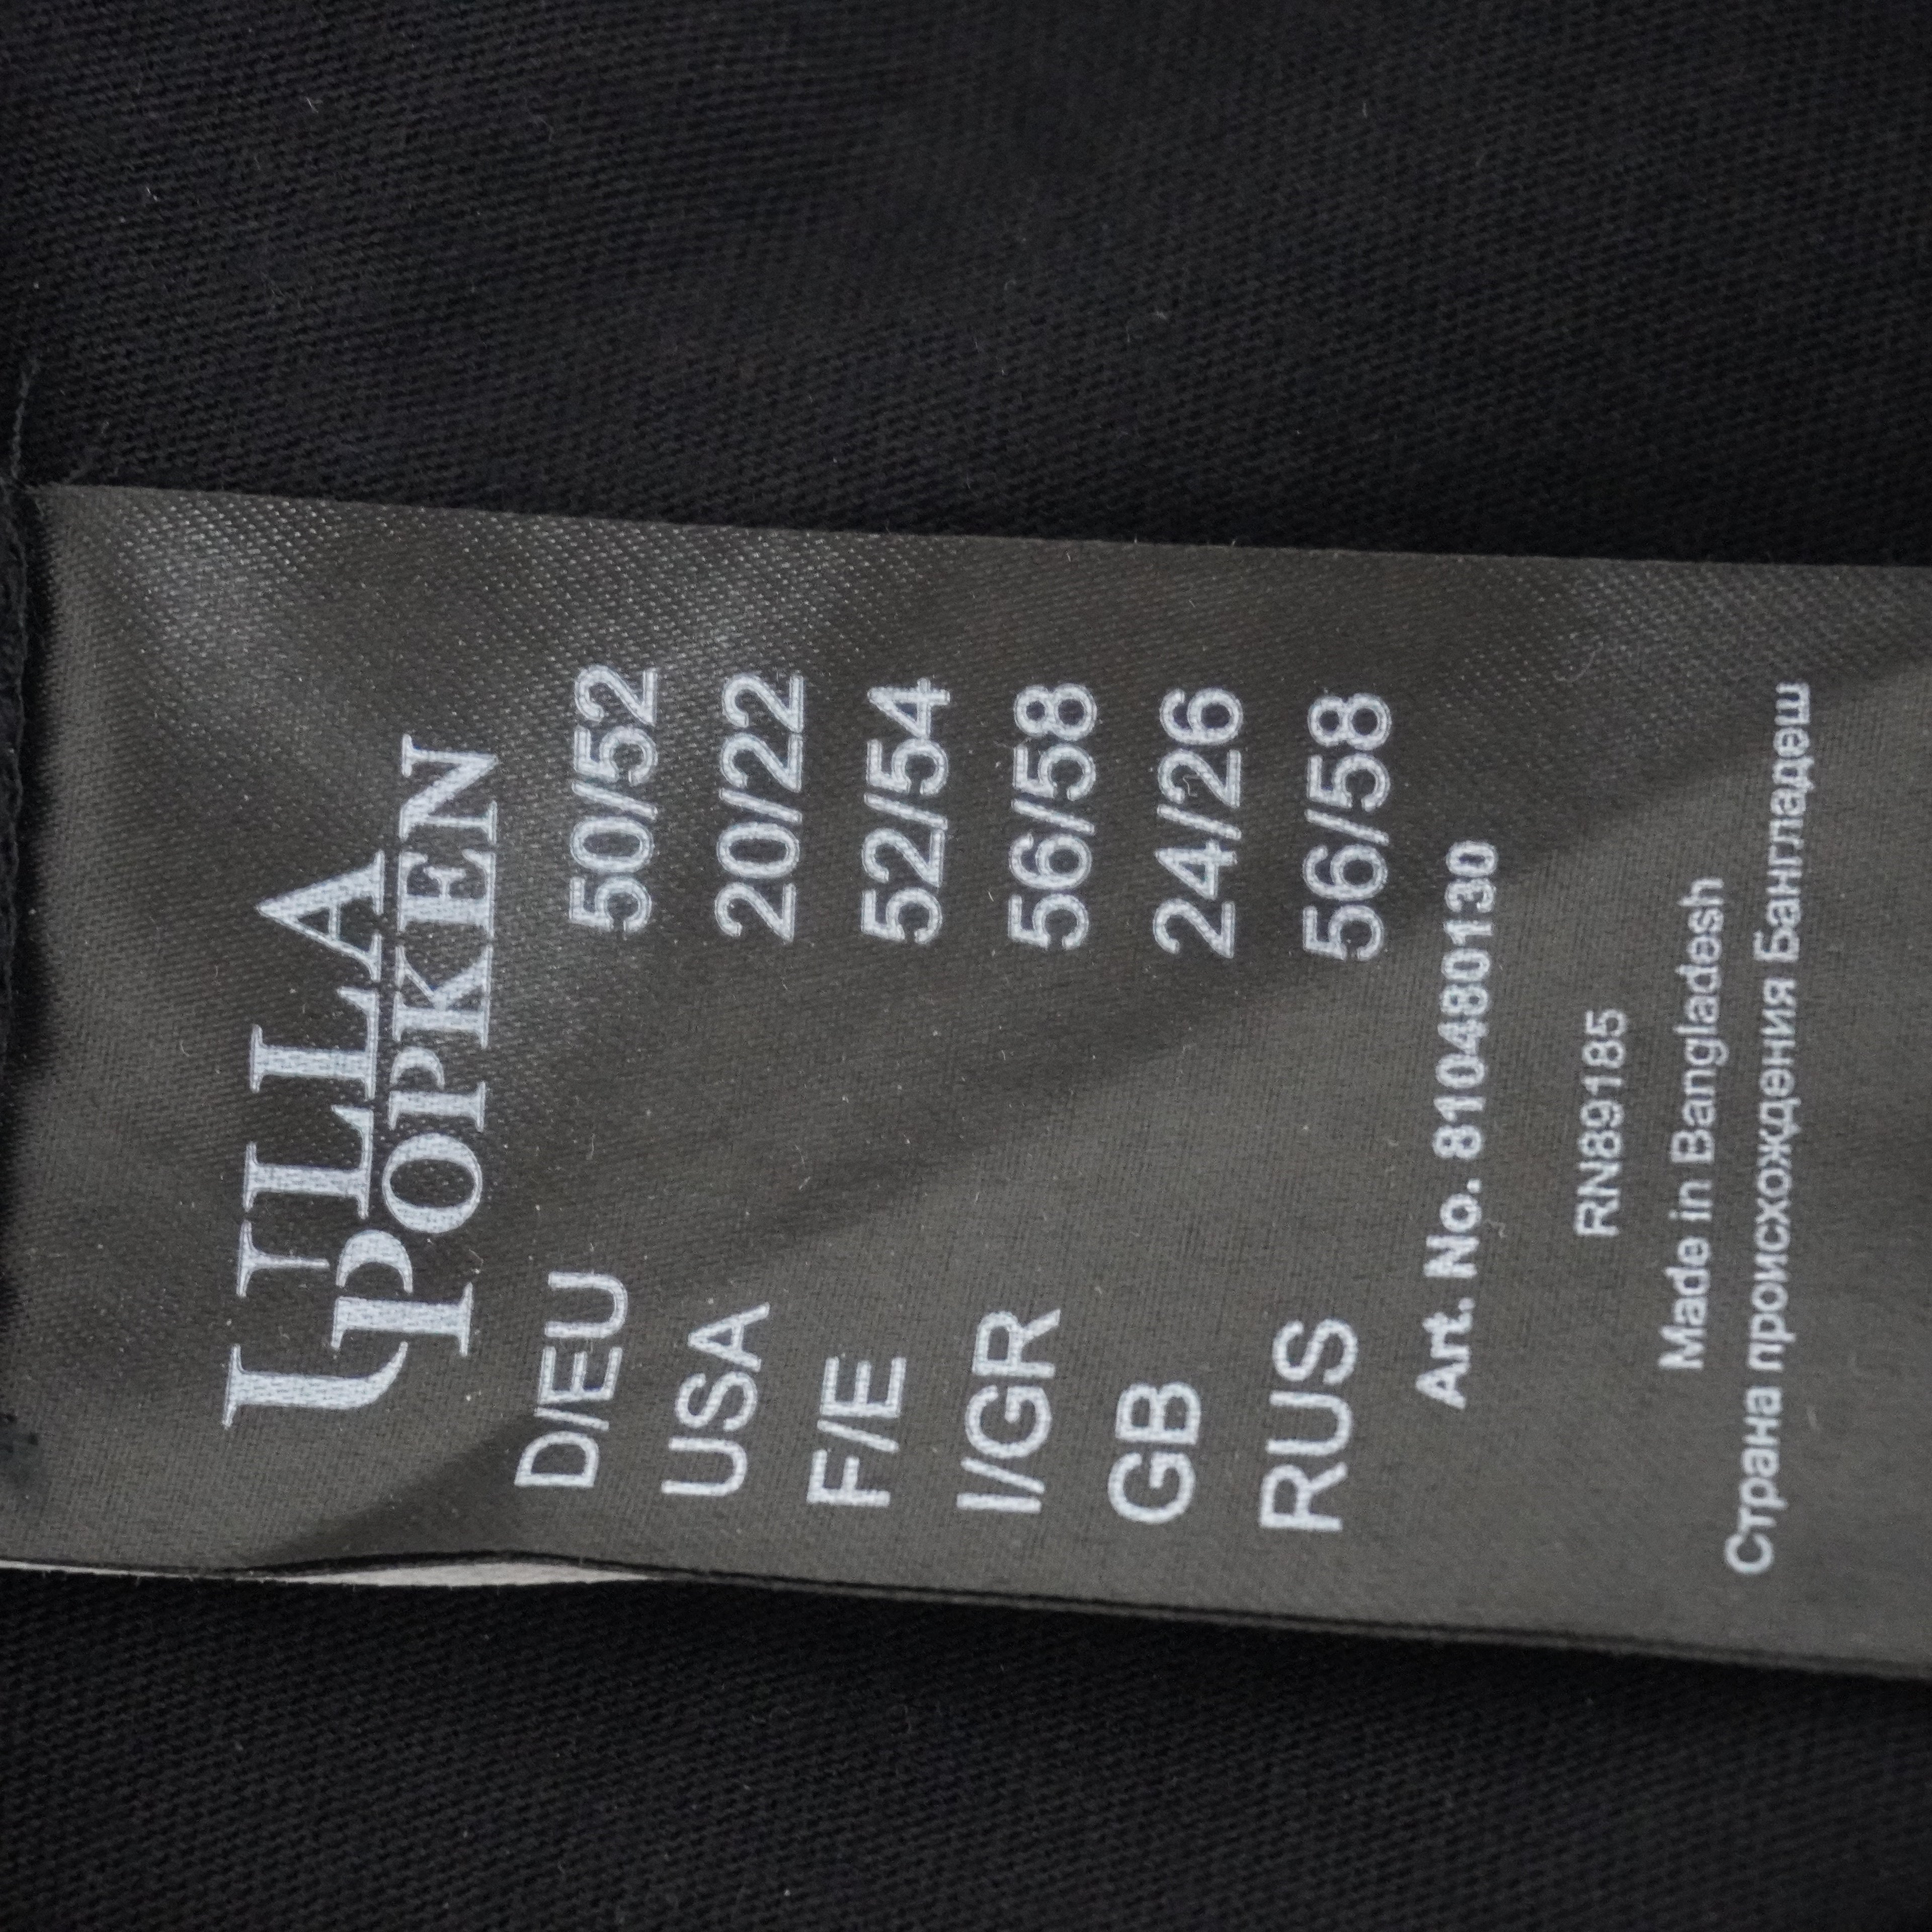 ULLA
POPKEN
D/EU 50/52
USA 20/22
F/E 52/54
I/GR 56/58
GB 24/26
RUS 56/58
Art. No. 810480130
RN89185
Made in Bangladesh
Страна происхождения Бангладеш